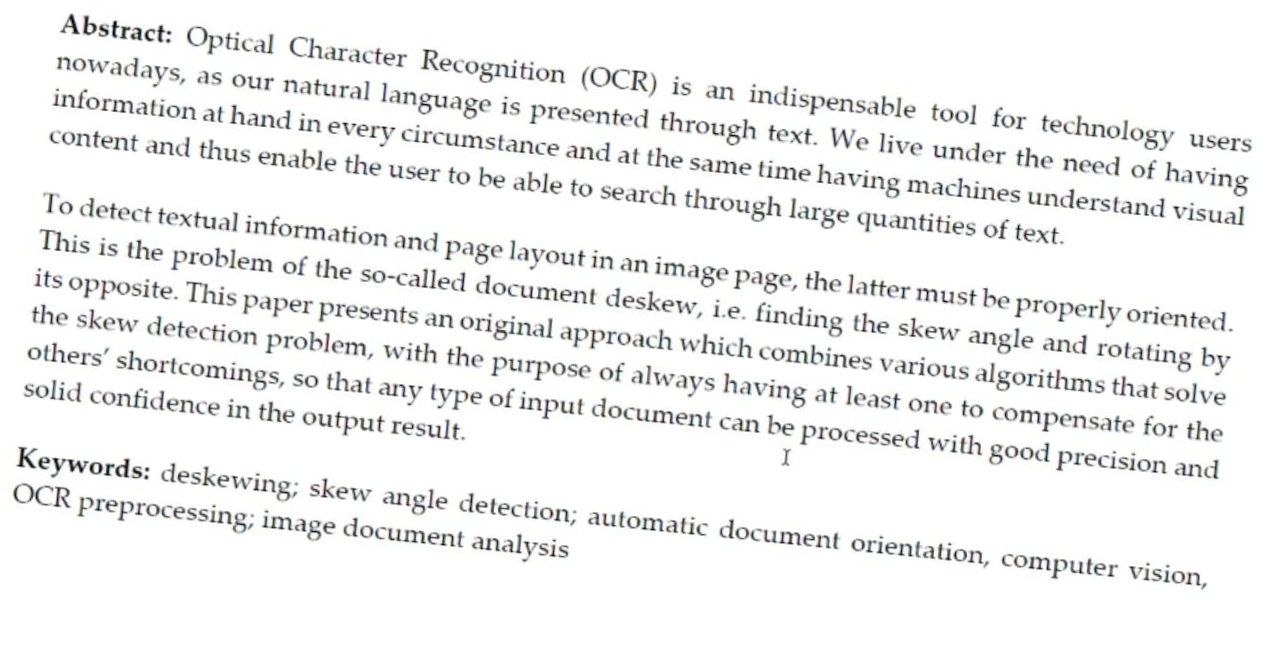 Abstract: Optical Character Recognition (OCR) is an indispensable tool for technology users
nowadays, as our natural language is presented through text. We live under the need of having
information at hand in every circumstance and at the same time having machines understand visual
content and thus enable the user to be able to search through large quantities of text.
To detect textual information and page layout in an image page, the latter must be properly oriented.
This is the problem of the so-called document deskew, i.e. finding the skew angle and rotating by
its opposite. This paper presents an original approach which combines various algorithms that solve
the skew detection problem, with the purpose of always having at least one to compensate for the
others’ shortcomings, so that any type of input document can be processed with good precision and
solid confidence in the output result.
Keywords: deskewing; skew angle detection; automatic document orientation, computer vision,
OCR preprocessing; image document analysis